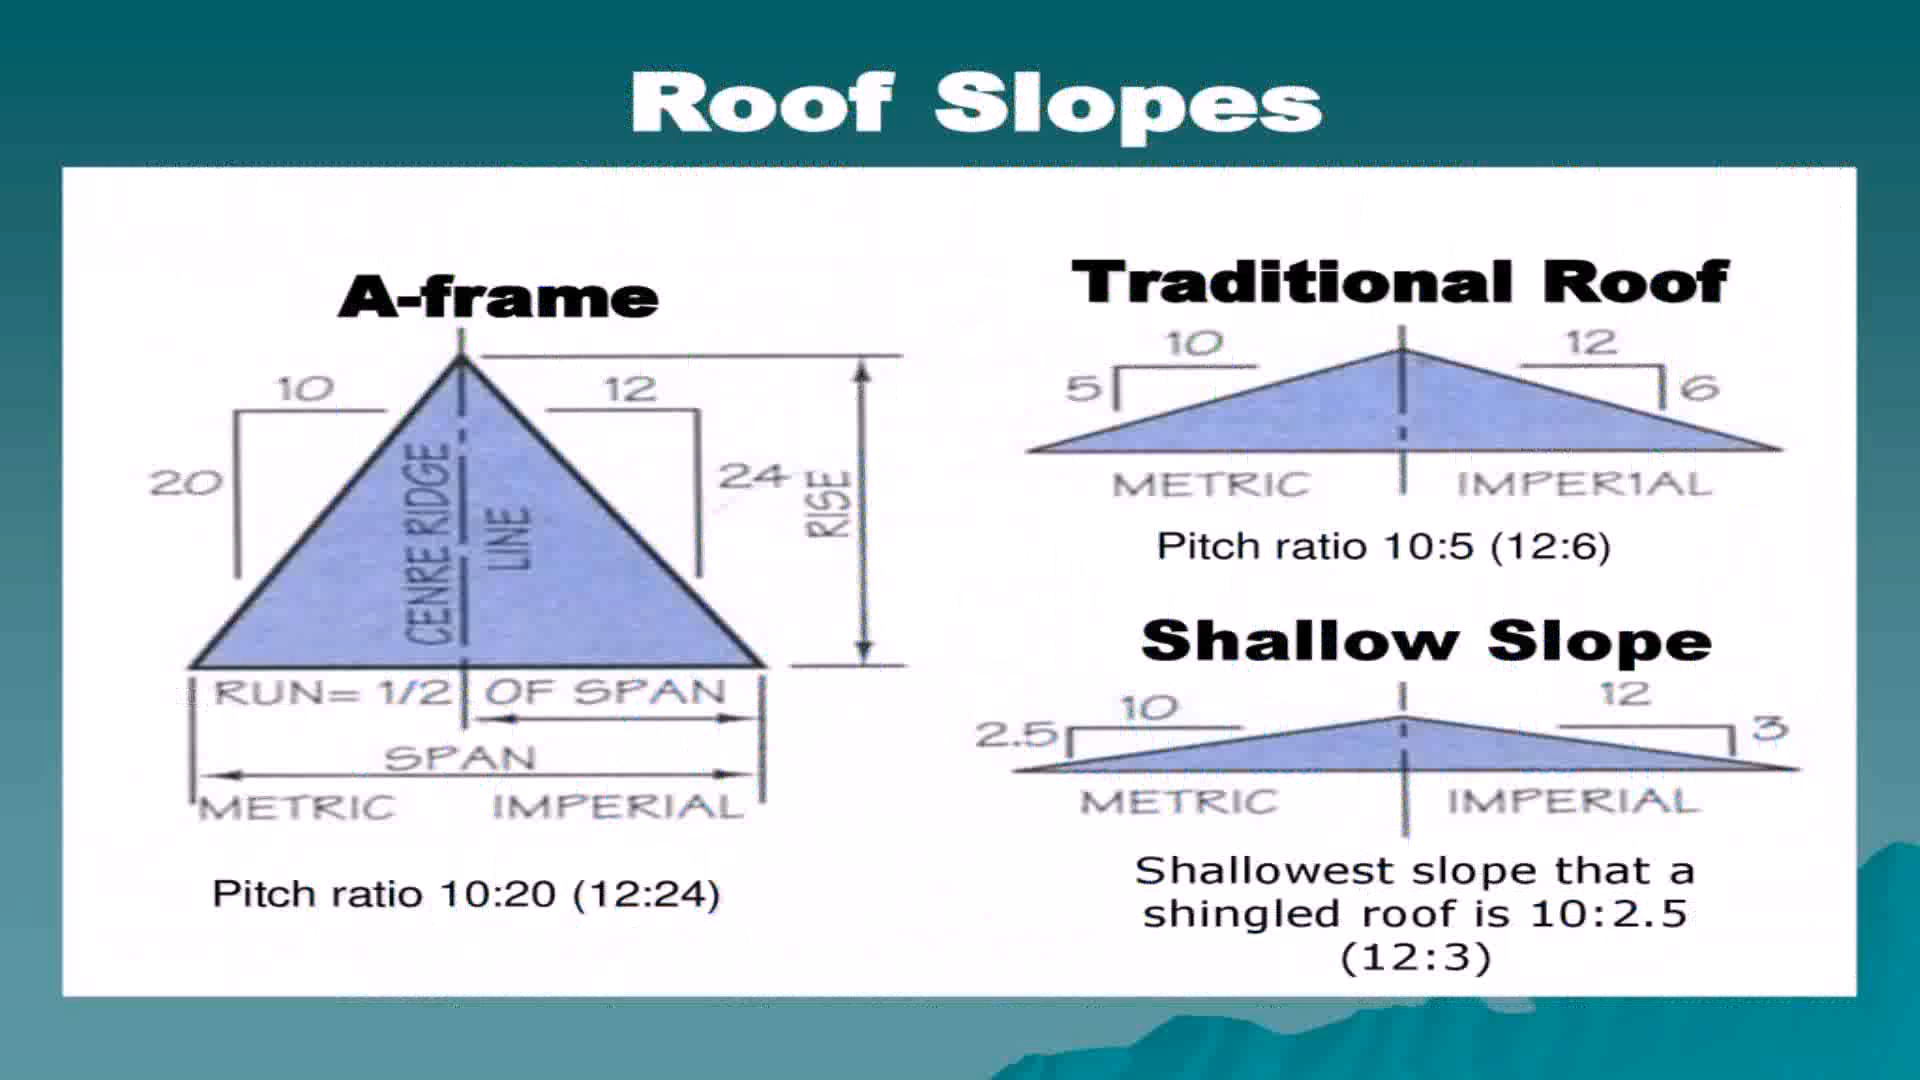 Roof Slopes
A-frame
10
12
20
24
CENRE RIDGE
LINE
RISE
RUN= 1/2 OF SPAN
SPAN
METRIC IMPERIAL
Pitch ratio 10:20 (12:24)
Traditional Roof
10
12
5
6
METRIC IMPER1AL
Pitch ratio 10:5 (12:6)
Shallow Slope
10
12
2.5
3
METRIC IMPERIAL
Shallowest slope that a
shingled roof is 10:2.5
(12:3)